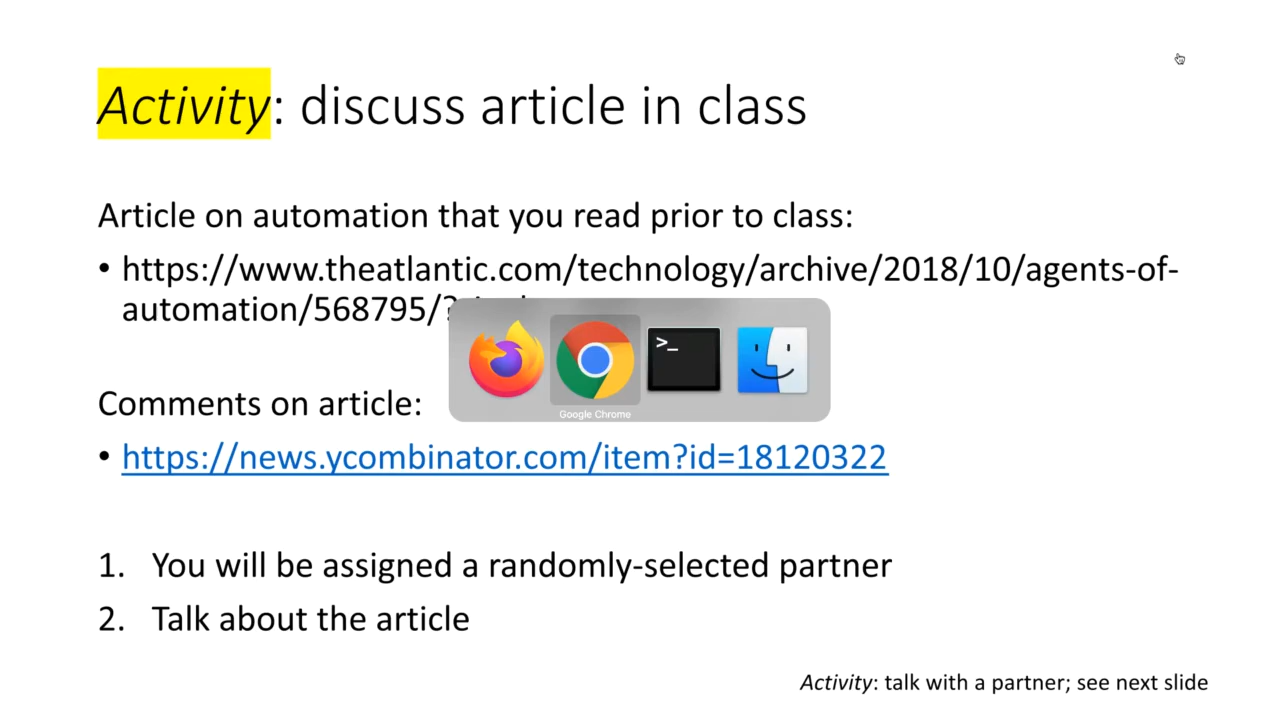 Activity: discuss article in class
Article on automation that you read prior to class:
• https://www.theatlantic.com/technology/archive/2018/10/agents-of-
automation/568795/?
>_
Google Chrome
Comments on article:
• https://news.ycombinator.com/item?id=18120322
1. You will be assigned a randomly-selected partner
2. Talk about the article
Activity: talk with a partner; see next slide